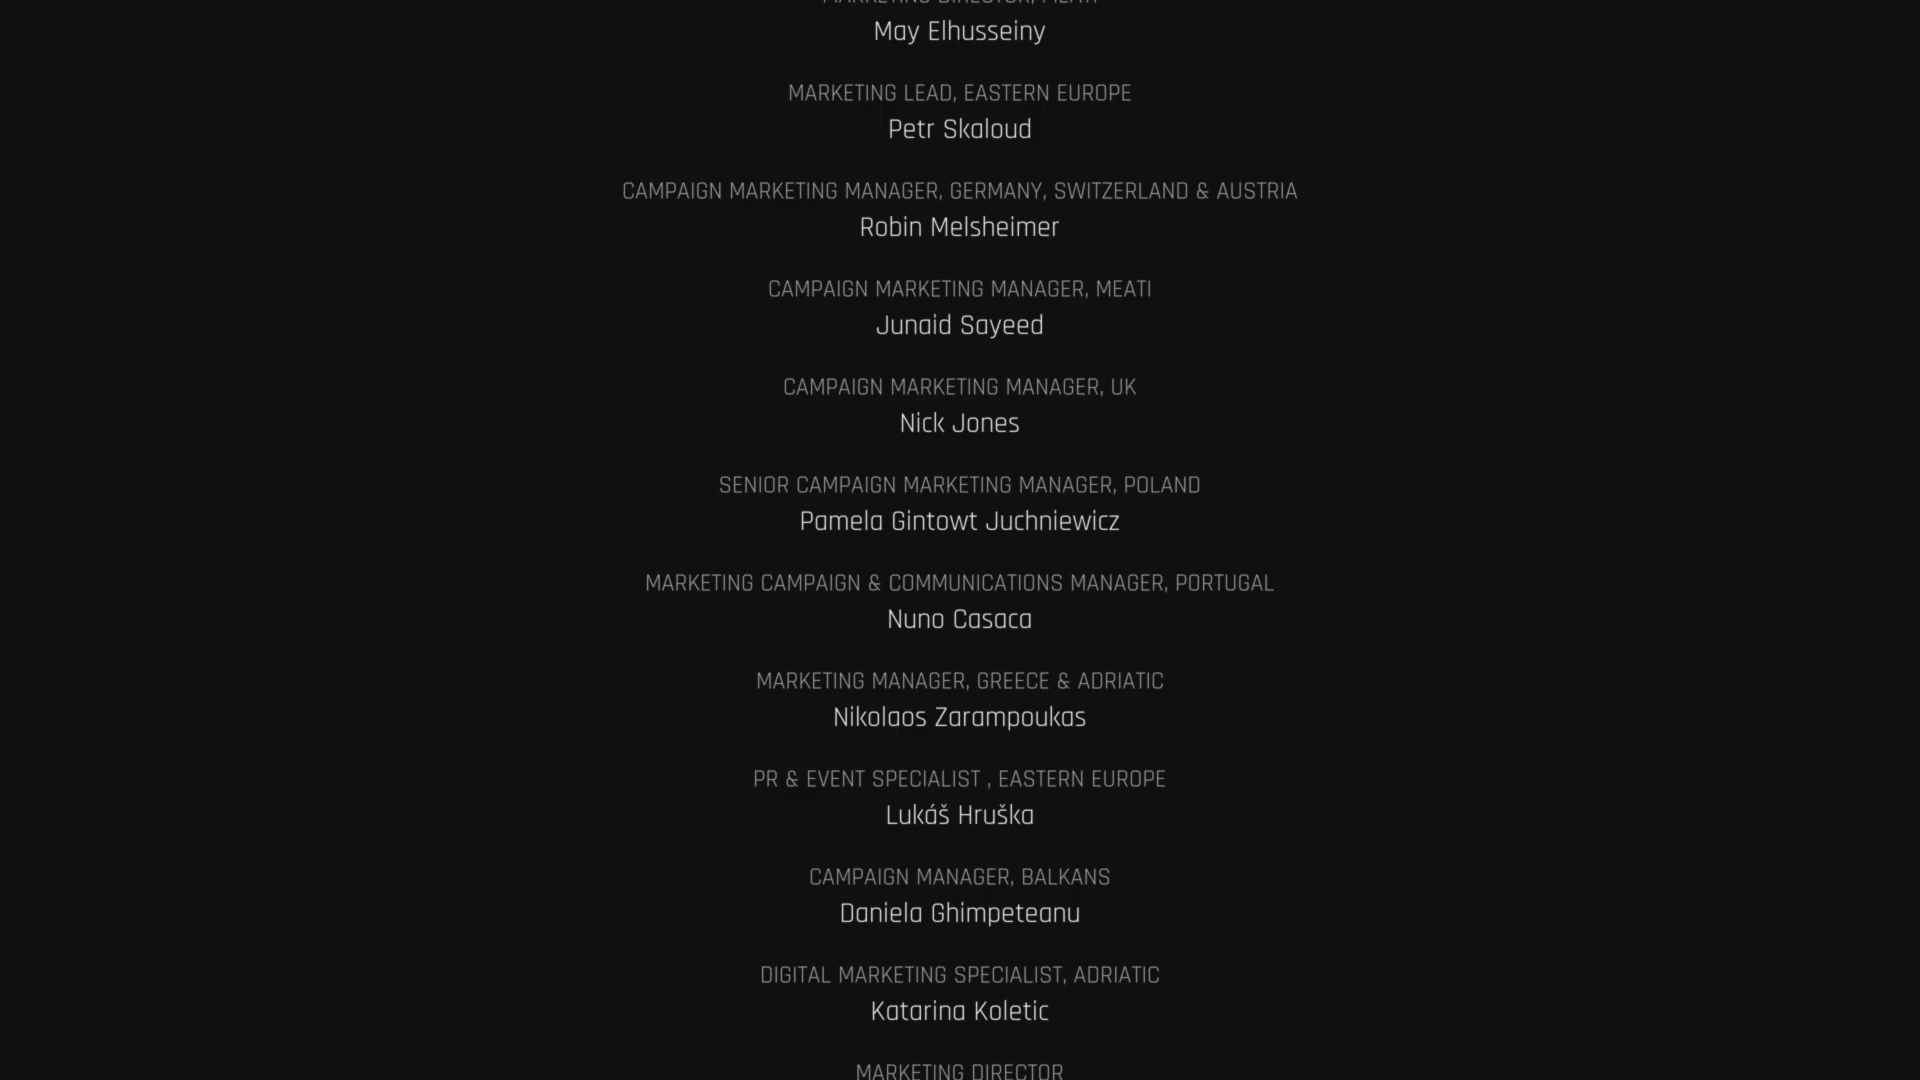 MARKETING DIRECTOR, MEATI
May Elhusseiny
MARKETING LEAD, EASTERN EUROPE
Petr Skaloud
CAMPAIGN MARKETING MANAGER, GERMANY, SWITZERLAND & AUSTRIA
Robin Melsheimer
CAMPAIGN MARKETING MANAGER, MEATI
Junaid Sayeed
CAMPAIGN MARKETING MANAGER, UK
Nick Jones
SENIOR CAMPAIGN MARKETING MANAGER, POLAND
Pamela Gintowt Juchniewicz
MARKETING CAMPAIGN & COMMUNICATIONS MANAGER, PORTUGAL
Nuno Casaca
MARKETING MANAGER, GREECE & ADRIATIC
Nikolaos Zarampoukas
PR & EVENT SPECIALIST , EASTERN EUROPE
Lukáš Hruška
CAMPAIGN MANAGER, BALKANS
Daniela Ghimpeteanu
DIGITAL MARKETING SPECIALIST, ADRIATIC
Katarina Koletic
MARKETING DIRECTOR